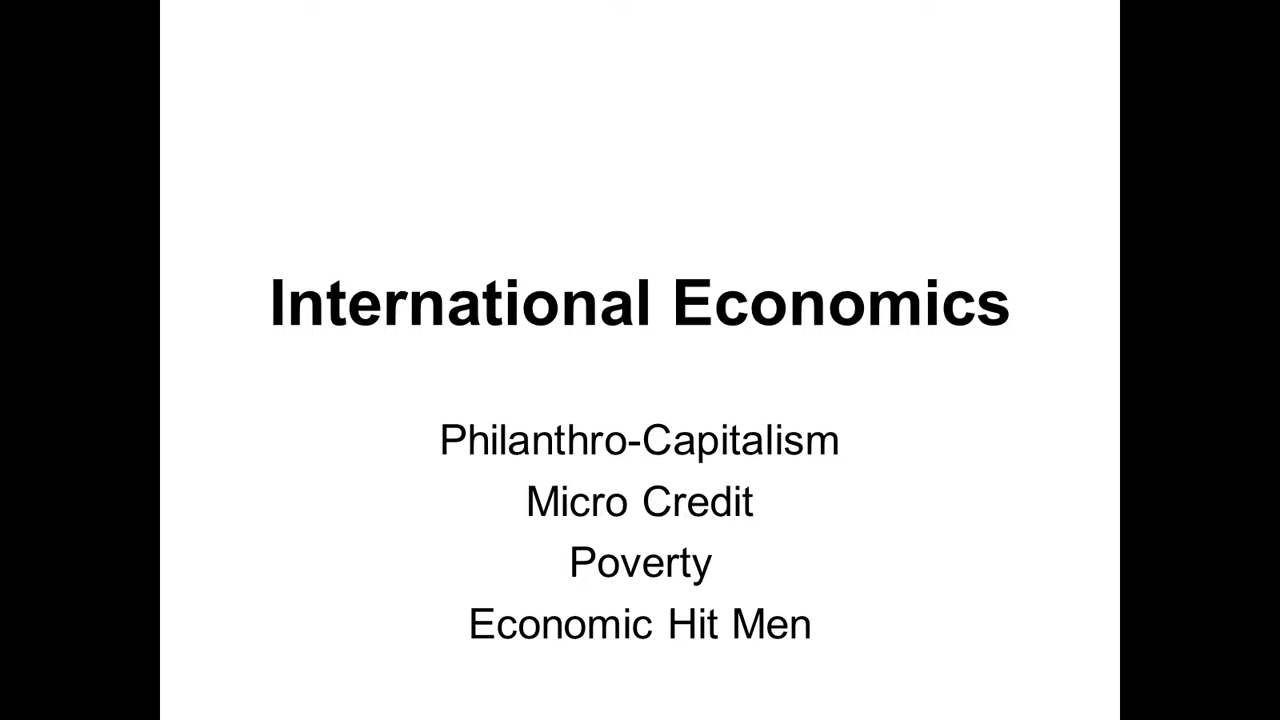 International Economics
Philanthro-Capitalism
Micro Credit
Poverty
Economic Hit Men